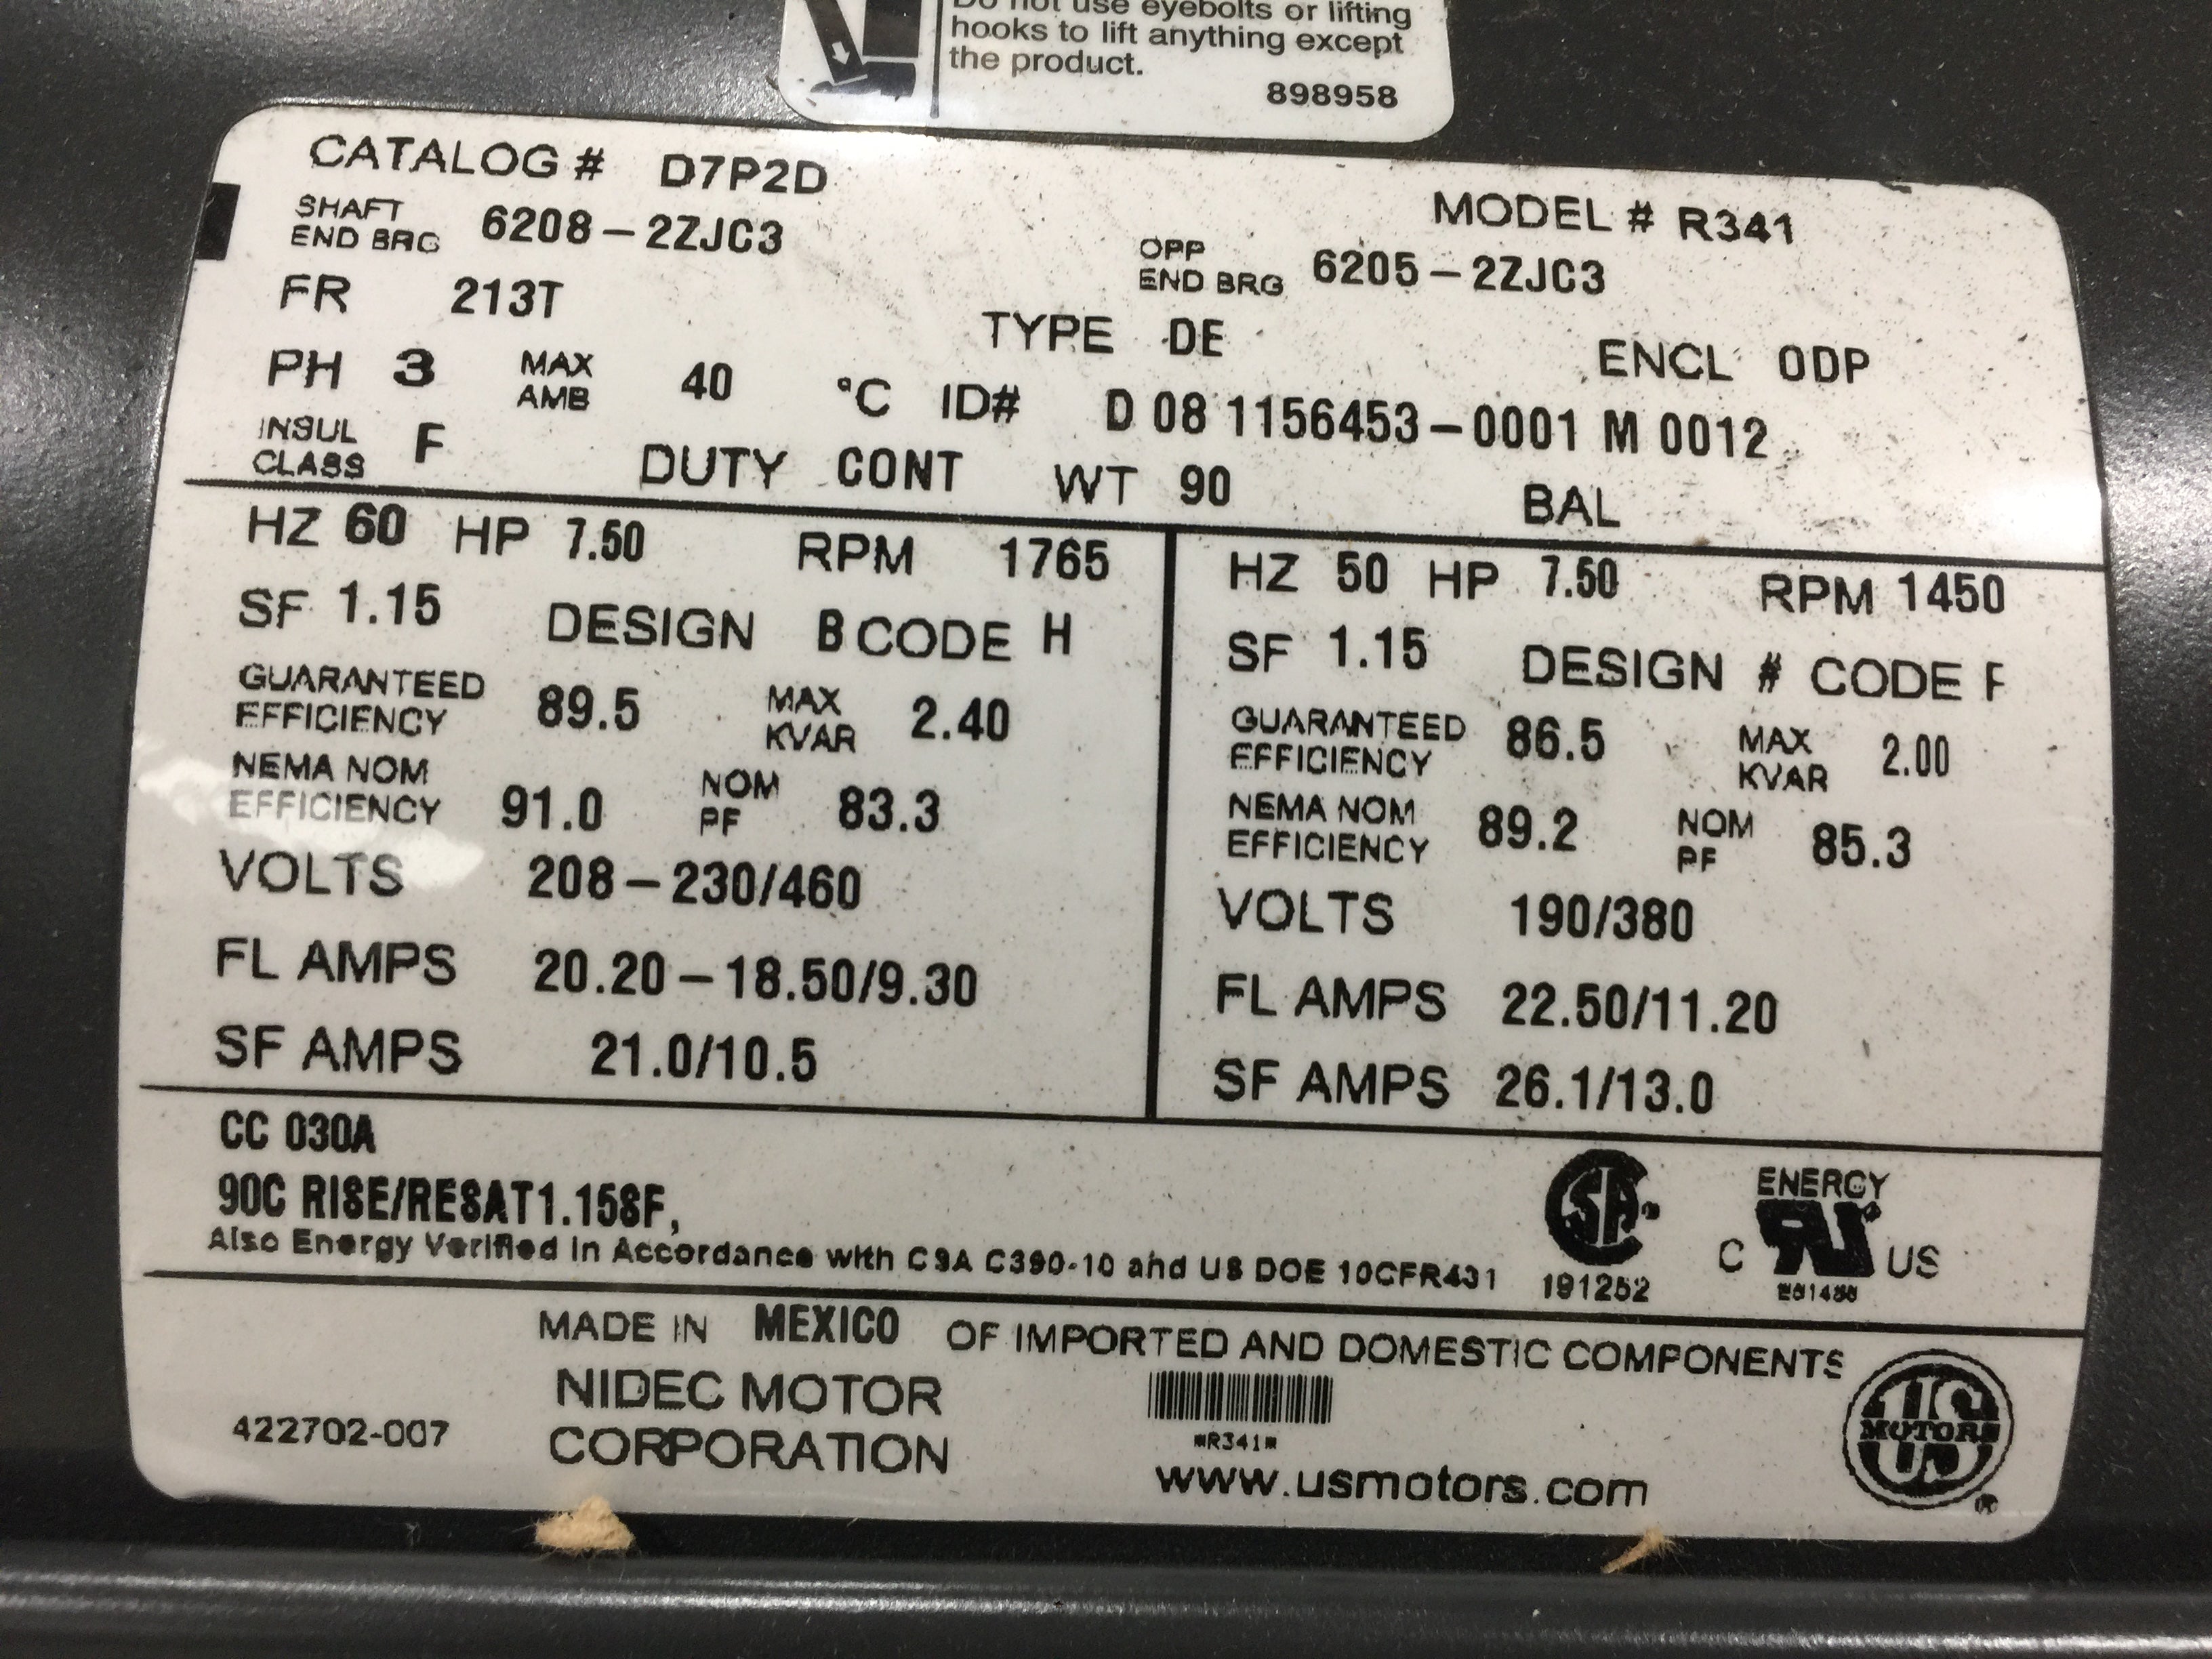 Do not use eyebolts or lifting
hooks to lift anything except
the product.
898958
CATALOG # D7P2D MODEL # R341
SHAFT END BRG 6208-2ZJC3 OPP END BRG 6205-2ZJC3
FR 213T TYPE DE ENCL ODP
PH 3 MAX AMB 40 °C ID# D 08 1156453-0001 M 0012
INSUL CLASS F DUTY CONT WT 90 BAL
HZ 60 HP 7.50 RPM 1765
SF 1.15 DESIGN B CODE H
GUARANTEED EFFICIENCY 89.5 MAX KVAR 2.40
NEMA NOM EFFICIENCY 91.0 NOM PF 83.3
VOLTS 208-230/460
FL AMPS 20.20-18.50/9.30
SF AMPS 21.0/10.5
HZ 50 HP 7.50 RPM 1450
SF 1.15 DESIGN # CODE F
GUARANTEED EFFICIENCY 86.5 MAX KVAR 2.00
NEMA NOM EFFICIENCY 89.2 NOM PF 85.3
VOLTS 190/380
FL AMPS 22.50/11.20
SF AMPS 26.1/13.0
CC 030A
90C RISE/RES AT 1.15SF,
Also Energy Verified in Accordance with CSA C390-10 and US DOE 10CFR431
CSA
191252
ENERGY
C UR US
MADE IN MEXICO OF IMPORTED AND DOMESTIC COMPONENTS
NIDEC MOTOR
CORPORATION
422702-007
*R341*
www.usmotors.com
US
MOTORS
®